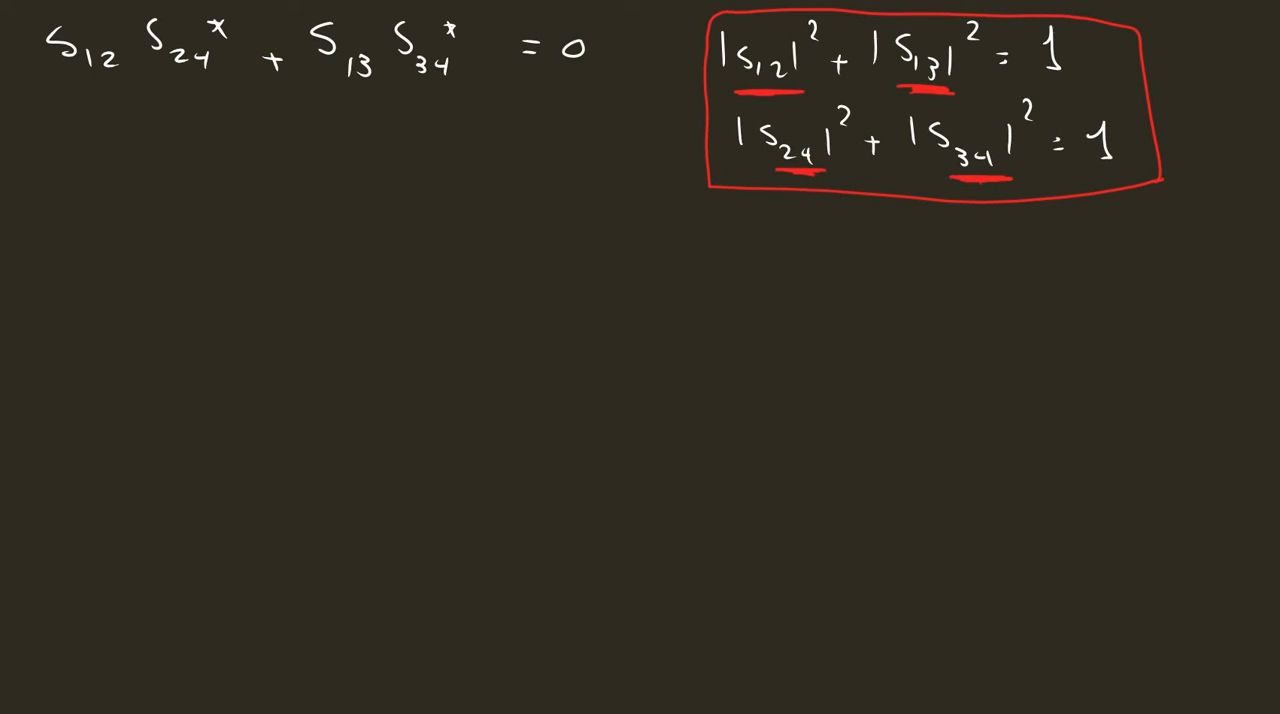 S₁₂ S₂₄* + S₁₃ S₃₄* = 0
|S₁₂|² + |S₁₃|² = 1
|S₂₄|² + |S₃₄|² = 1